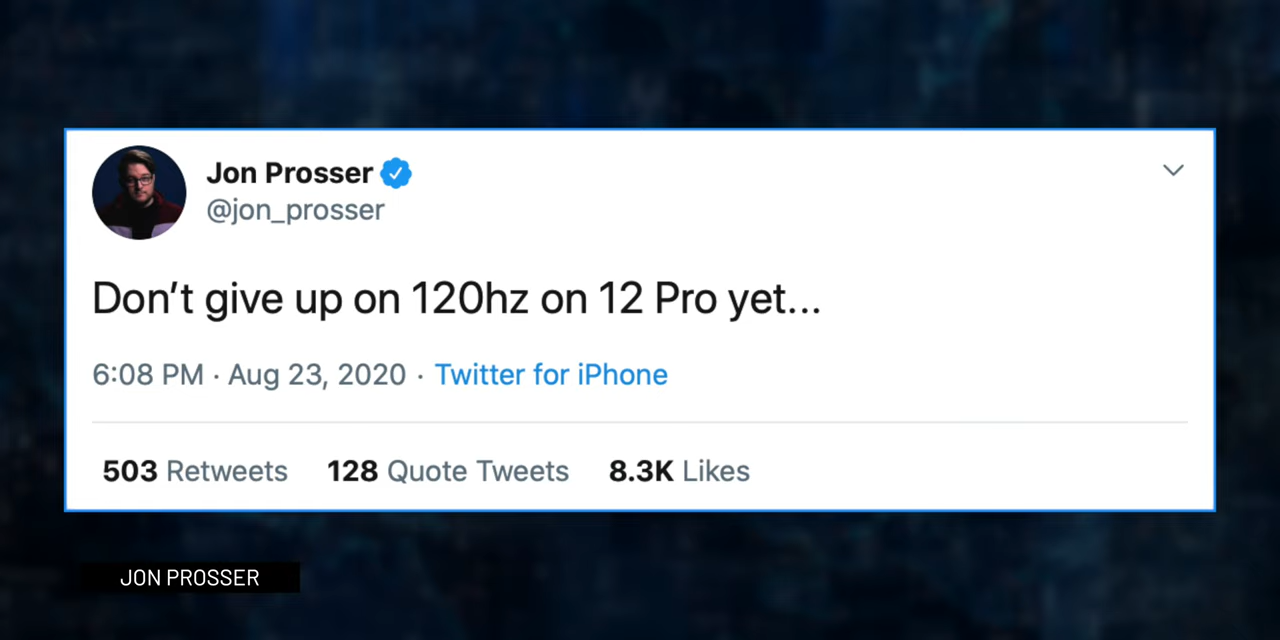 Jon Prosser
@jon_prosser
Don’t give up on 120hz on 12 Pro yet...
6:08 PM · Aug 23, 2020 · Twitter for iPhone
503 Retweets 128 Quote Tweets 8.3K Likes
JON PROSSER